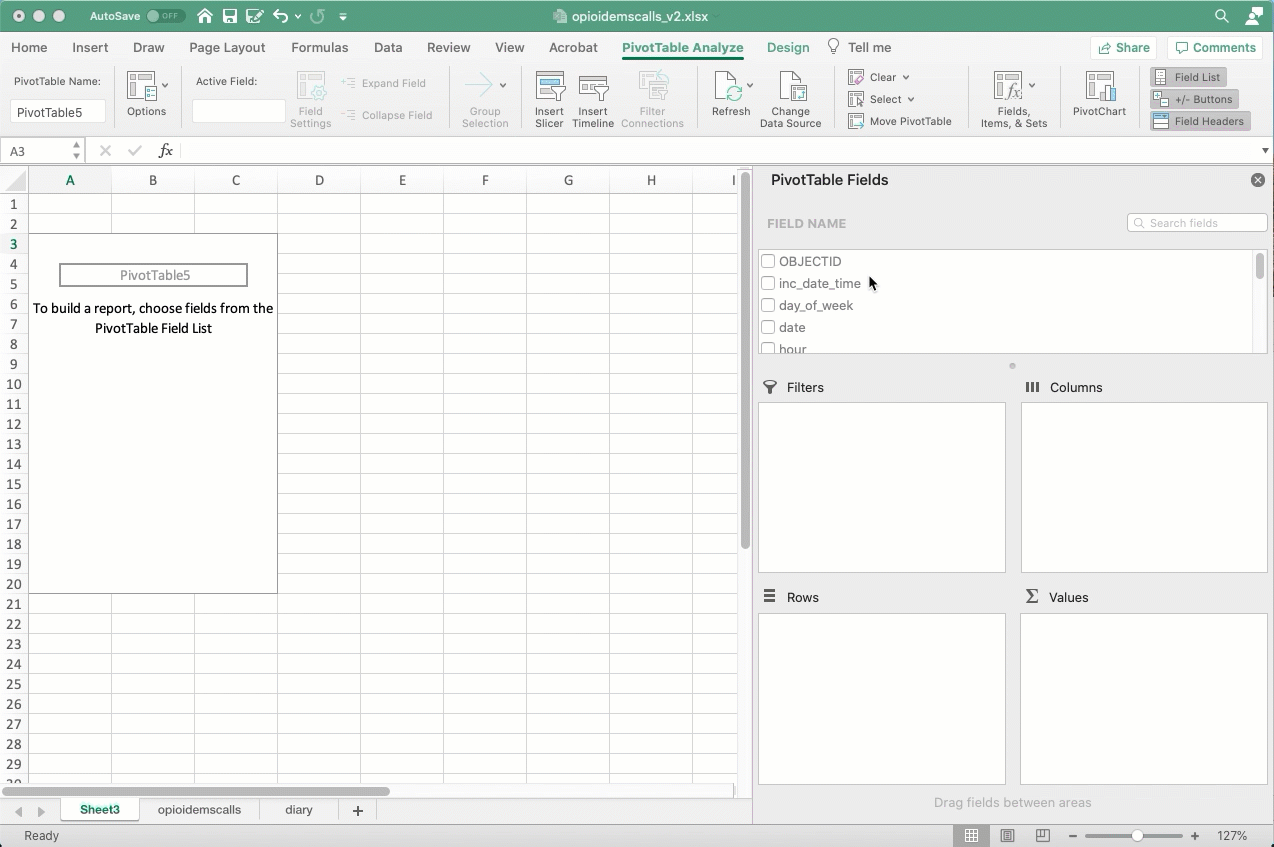 AutoSave OFF opioidemscalls_v2.xlsx
Home Insert Draw Page Layout Formulas Data Review View Acrobat PivotTable Analyze Design Tell me Share Comments
PivotTable Name:
PivotTable5
Options
Active Field:
Field Settings
Expand Field
Collapse Field
Group Selection
Insert Slicer
Insert Timeline
Filter Connections
Refresh
Change Data Source
Clear
Select
Move PivotTable
Fields, Items, & Sets
PivotChart
Field List
+/- Buttons
Field Headers
A3 fx
A B C D E F G H I
1
2
3
4
5
6
7
8
9
10
11
12
13
14
15
16
17
18
19
20
21
22
23
24
25
26
27
28
29
30
PivotTable5
To build a report, choose fields from the
PivotTable Field List
PivotTable Fields
FIELD NAME Search fields
OBJECTID
inc_date_time
day_of_week
date
hour
Filters Columns
Rows Values
Drag fields between areas
Sheet3 opioidemscalls diary +
Ready 127%